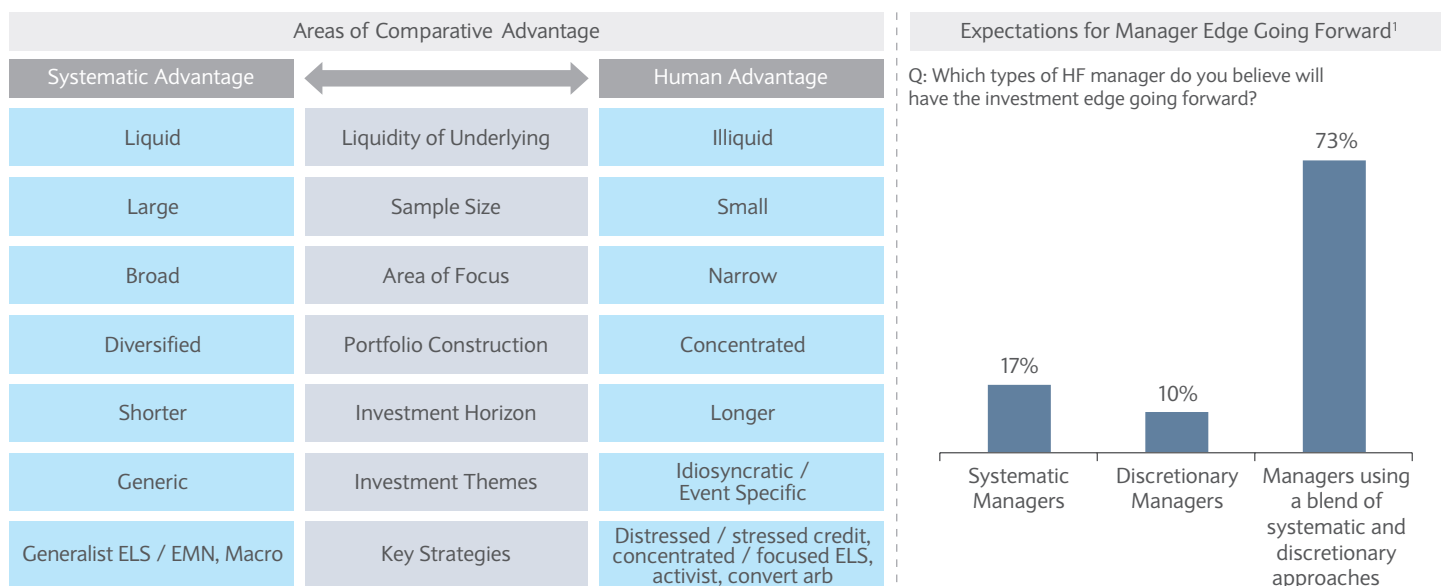 Areas of Comparative Advantage
Systematic Advantage
Human Advantage
Liquid
Liquidity of Underlying
Illiquid
Large
Sample Size
Small
Broad
Area of Focus
Narrow
Diversified
Portfolio Construction
Concentrated
Shorter
Investment Horizon
Longer
Generic
Investment Themes
Idiosyncratic /
Event Specific
Generalist ELS / EMN, Macro
Key Strategies
Distressed / stressed credit,
concentrated / focused ELS,
activist, convert arb
Expectations for Manager Edge Going Forward¹
Q: Which types of HF manager do you believe will
have the investment edge going forward?
17%
10%
73%
Systematic
Managers
Discretionary
Managers
Managers using
a blend of
systematic and
discretionary
approaches